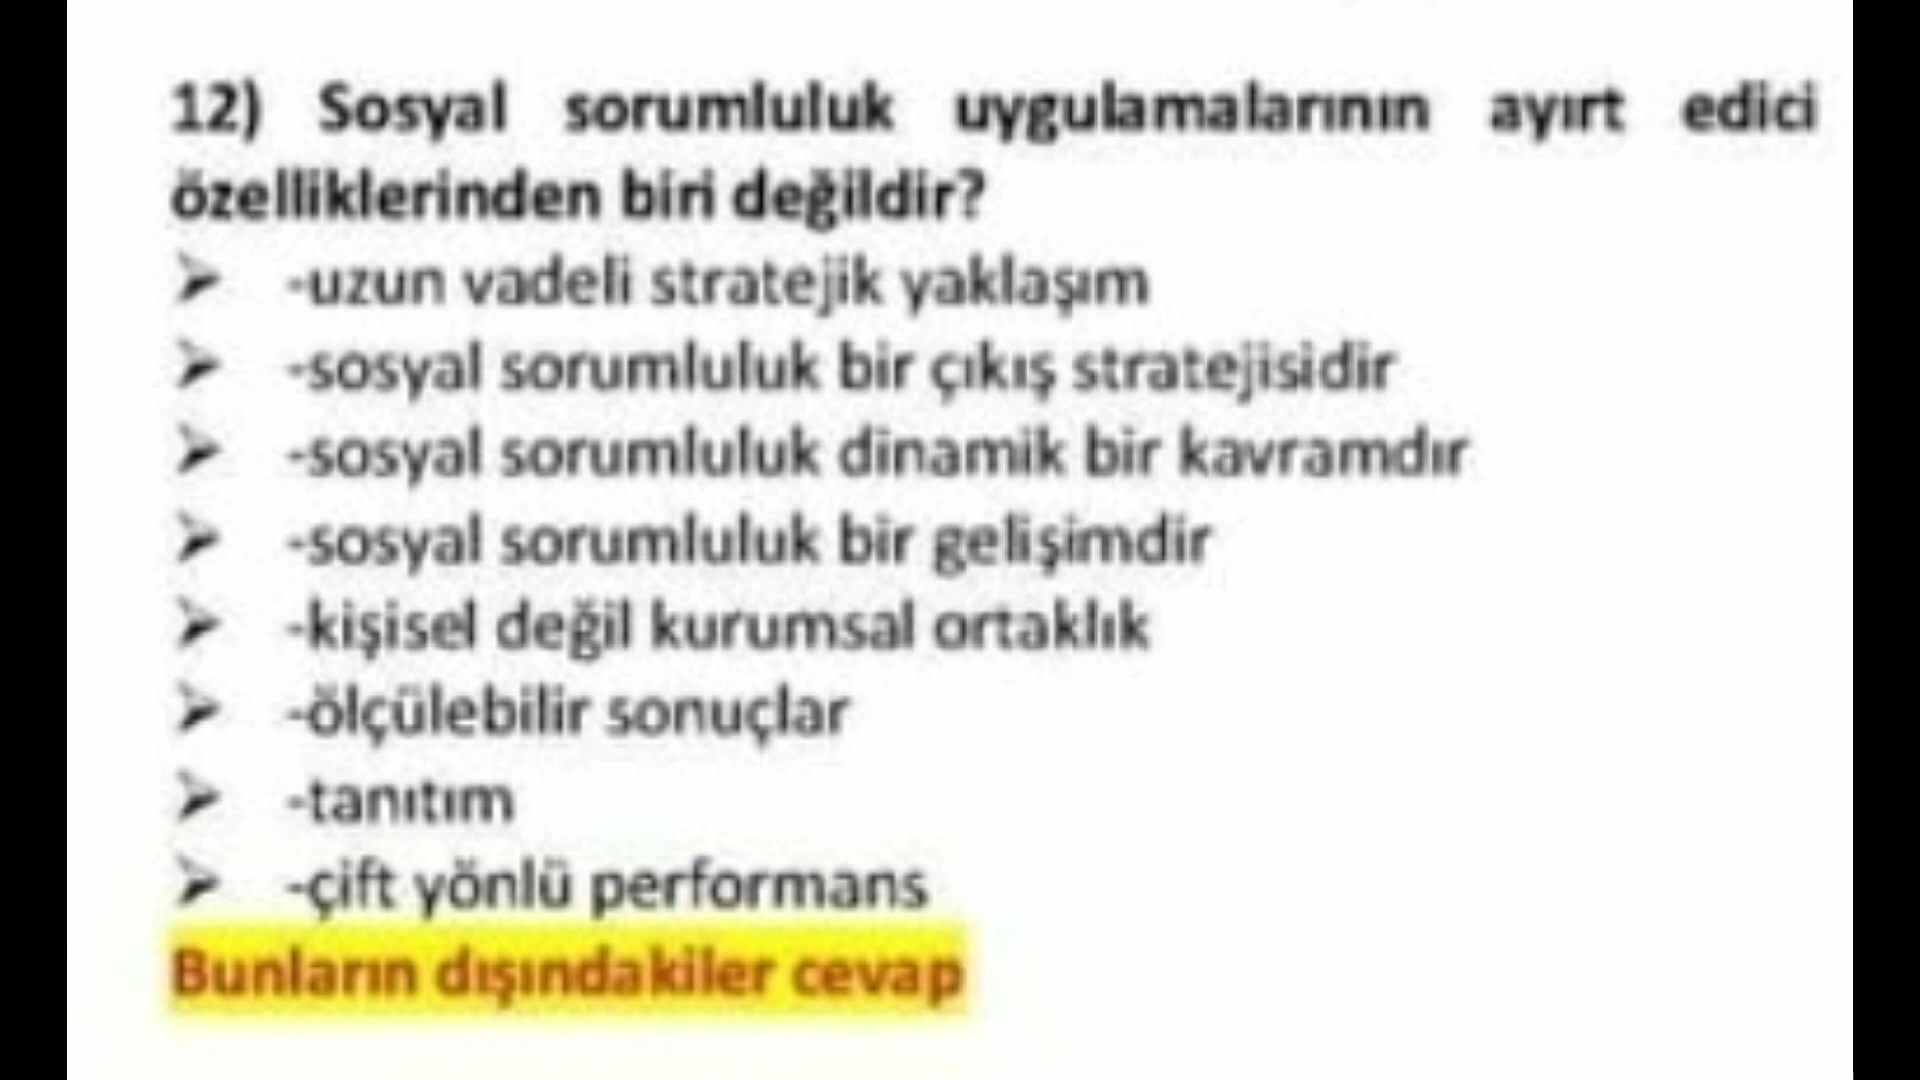 12) Sosyal sorumluluk uygulamalarının ayırt edici
özelliklerinden biri değildir?
➤ -uzun vadeli stratejik yaklaşım
➤ -sosyal sorumluluk bir çıkış stratejisidir
➤ -sosyal sorumluluk dinamik bir kavramdır
➤ -sosyal sorumluluk bir gelişimdir
➤ -kişisel değil kurumsal ortaklık
➤ -ölçülebilir sonuçlar
➤ -tanıtım
➤ -çift yönlü performans
Bunların dışındakiler cevap